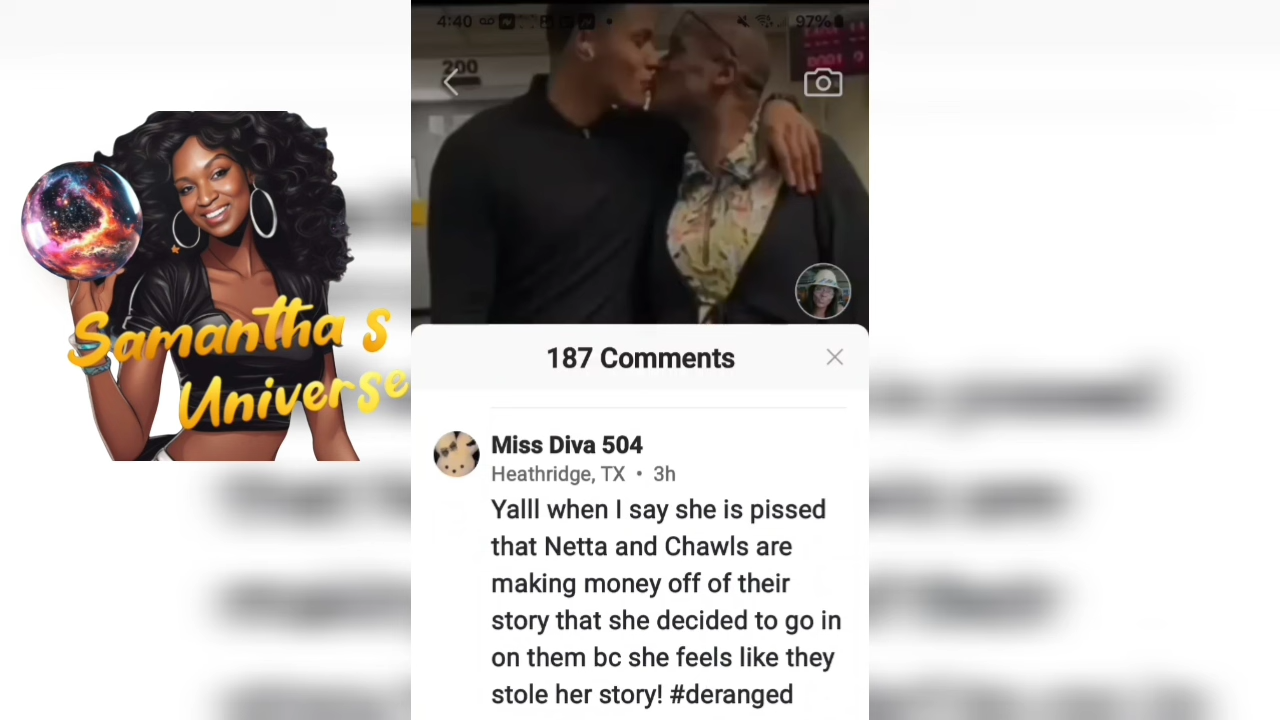 4:40
97%
200
Samantha s
Universe
187 Comments
Miss Diva 504
Heathridge, TX • 3h
Yalll when I say she is pissed
that Netta and Chawls are
making money off of their
story that she decided to go in
on them bc she feels like they
stole her story! #deranged